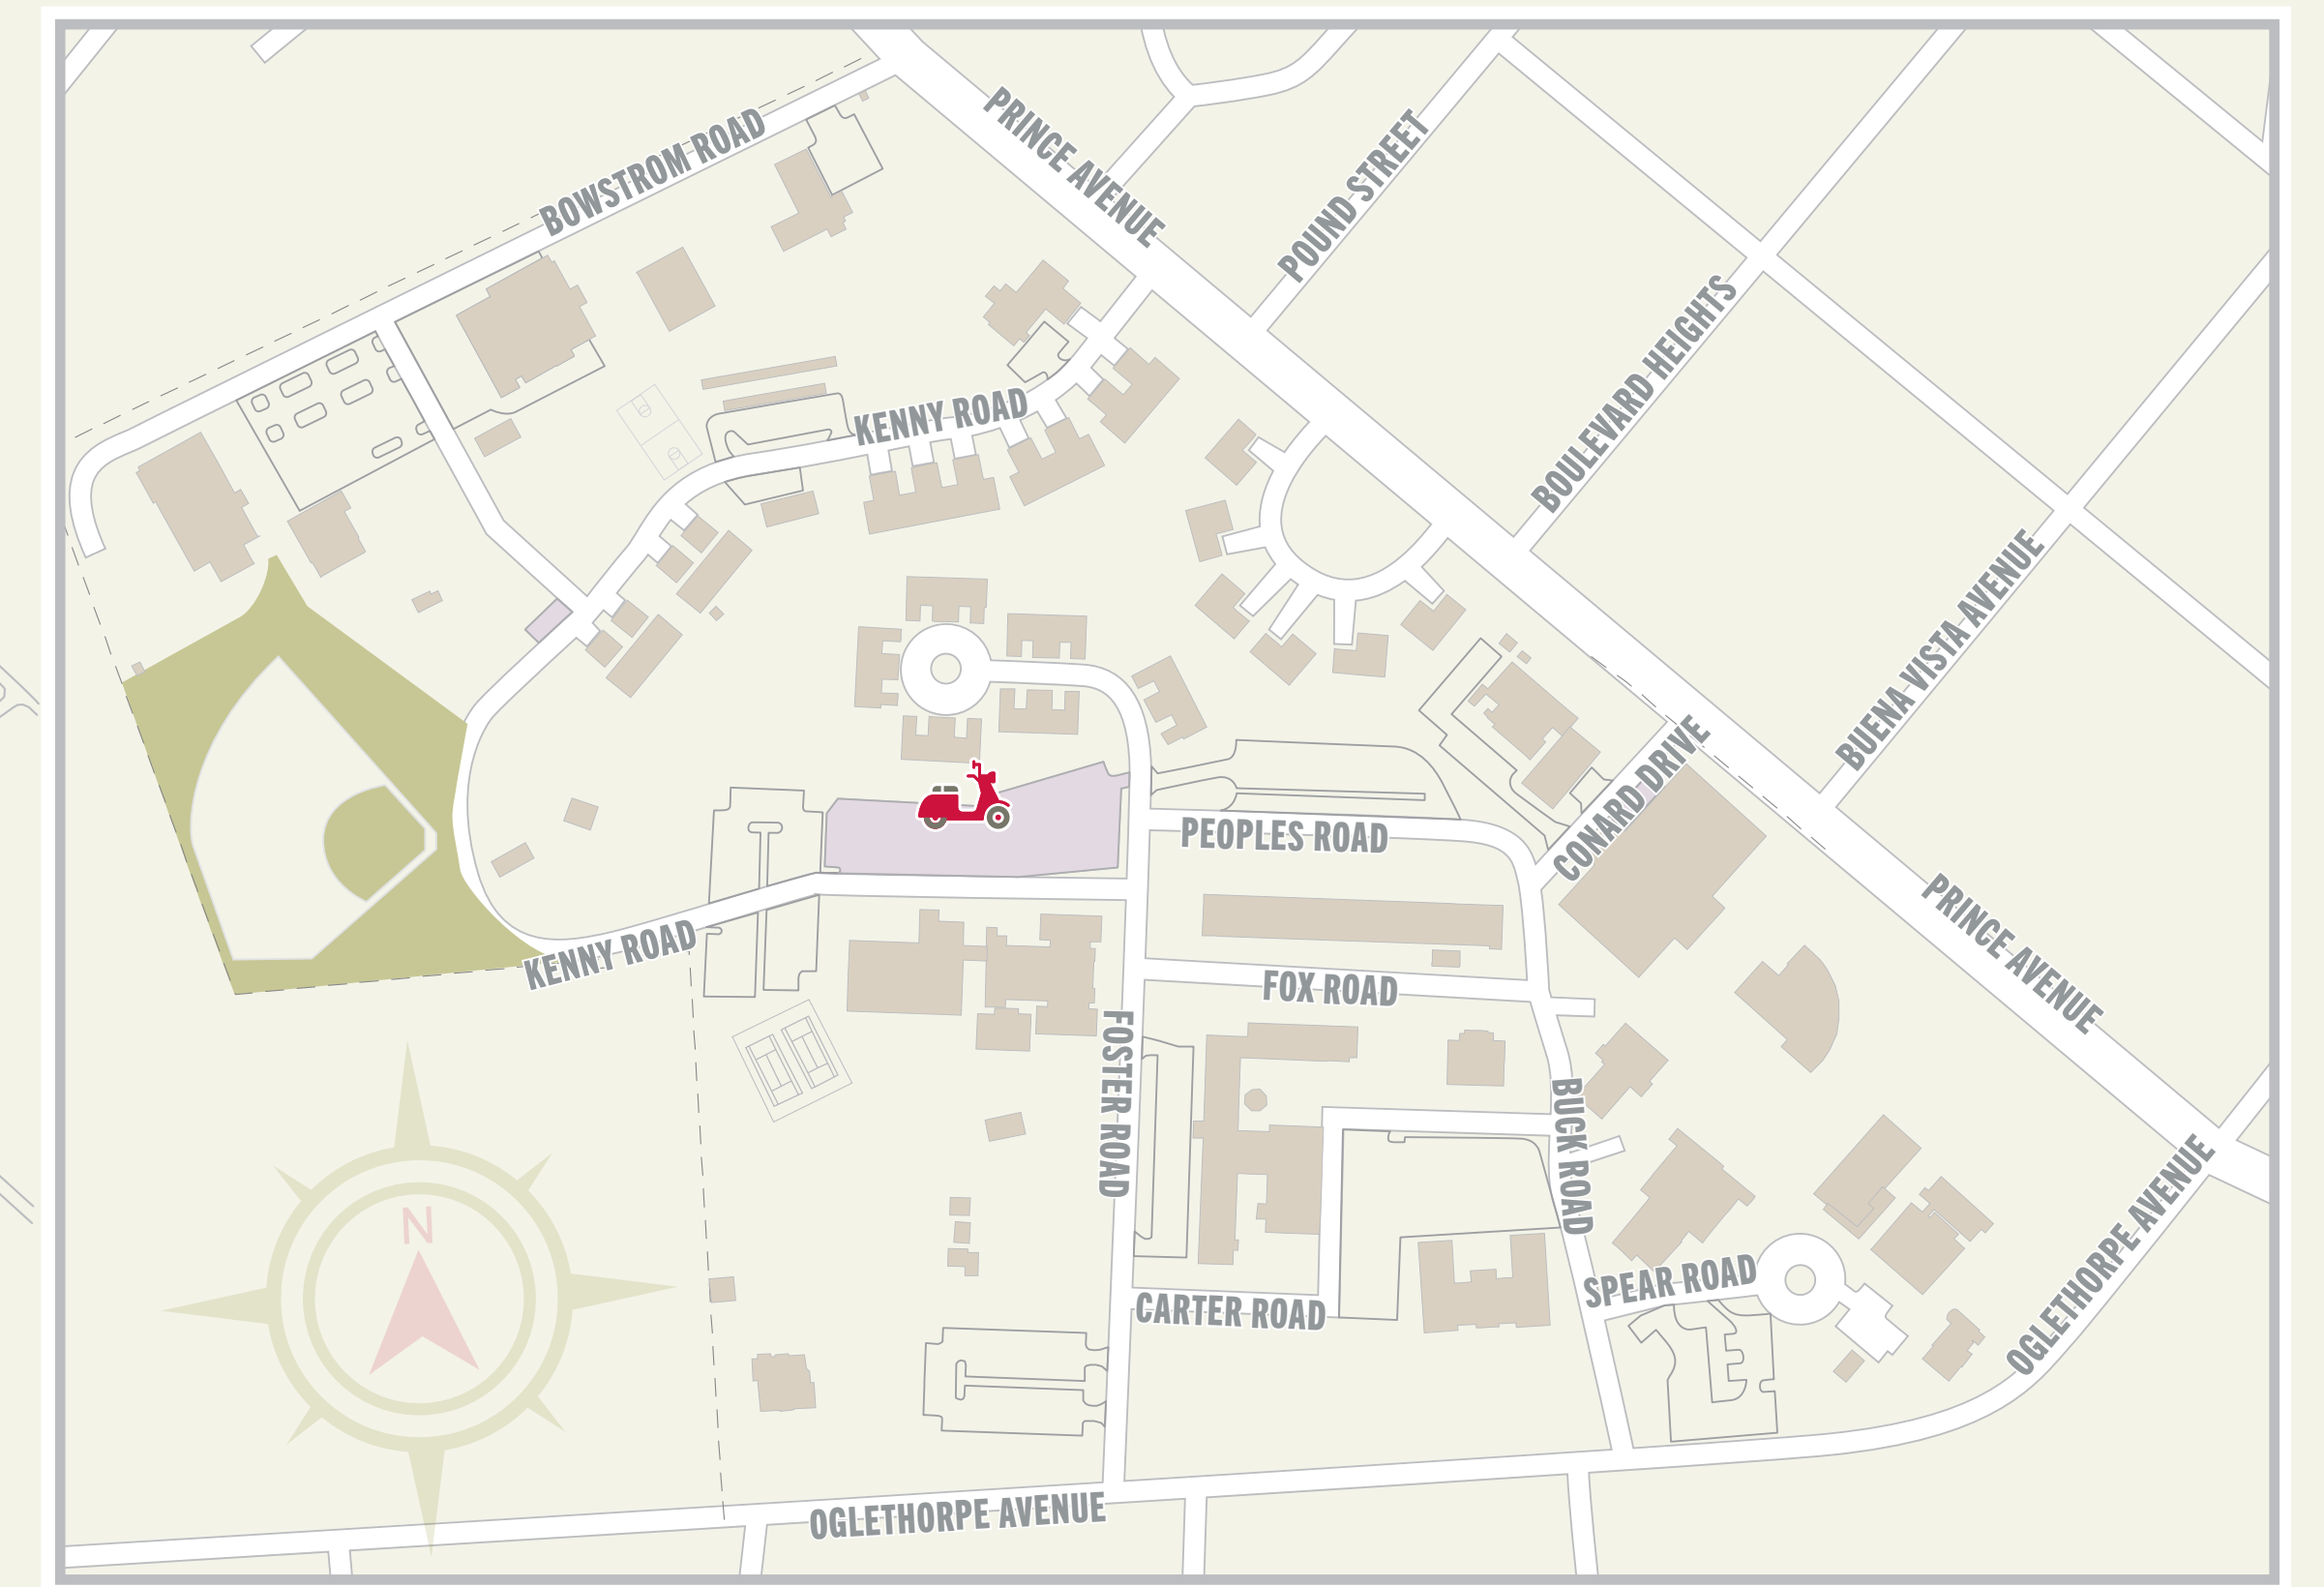 BOWSTROM ROAD
PRINCE AVENUE
POUND STREET
BOULEVARD HEIGHTS
KENNY ROAD
BUENA VISTA AVENUE
CONARD DRIVE
PEOPLES ROAD
PRINCE AVENUE
KENNY ROAD
FOX ROAD
FOSTER ROAD
BUCK ROAD
N
SPEAR ROAD
CARTER ROAD
OGLETHORPE AVENUE
OGLETHORPE AVENUE